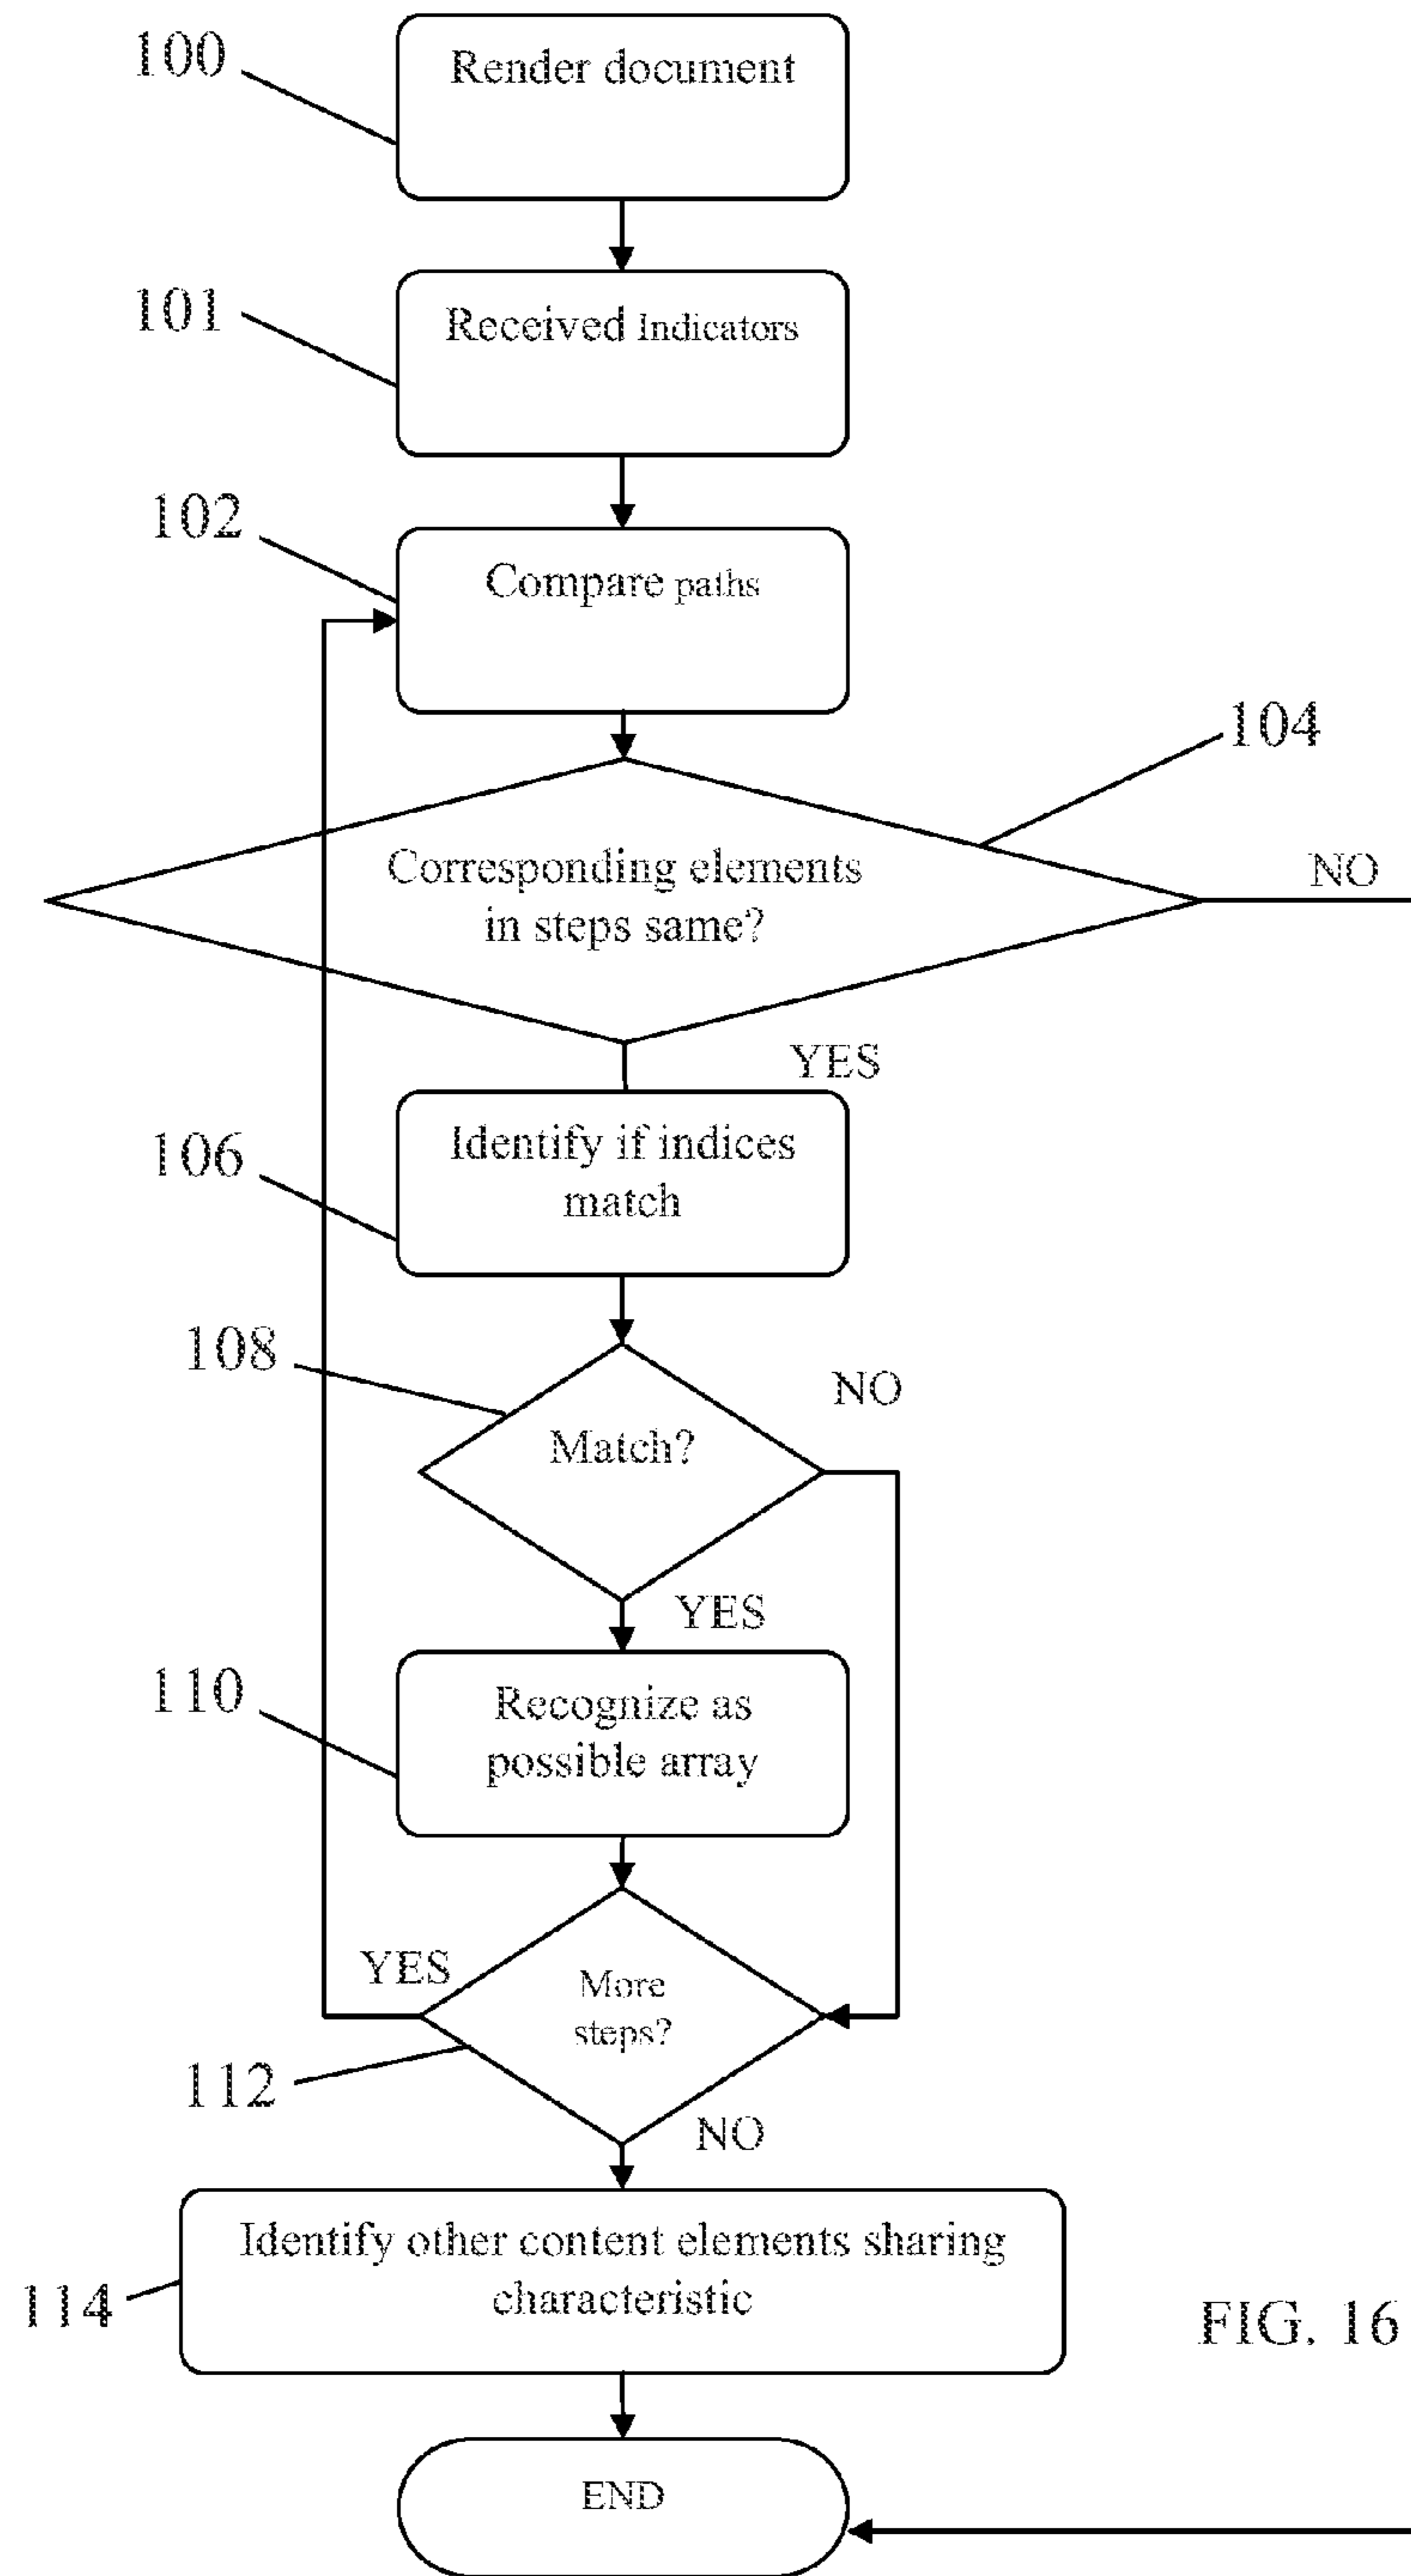 100
Render document
101
Received Indicators
102
Compare paths
104
Corresponding elements
in steps same?
NO
YES
106
Identify if indices
match
108
Match?
NO
YES
110
Recognize as
possible array
YES
More
steps?
112
NO
114
Identify other content elements sharing
characteristic
FIG. 16
END